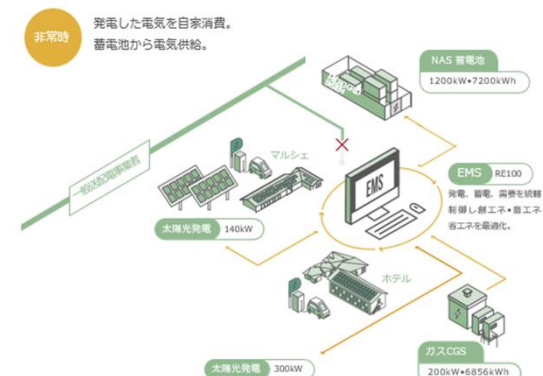 非常時
発電した電気を自家消費。
蓄電池から電気供給。
NAS 蓄電池
1200kW•7200kWh
一般送配電事業者
マルシェ
EMS
EMS RE100
発電、蓄電、需要を統轄
制御し創エネ•蓄エネ
省エネを最適化。
太陽光発電 140kW
ホテル
ガスCGS
200kW•6856kWh
太陽光発電 300kW